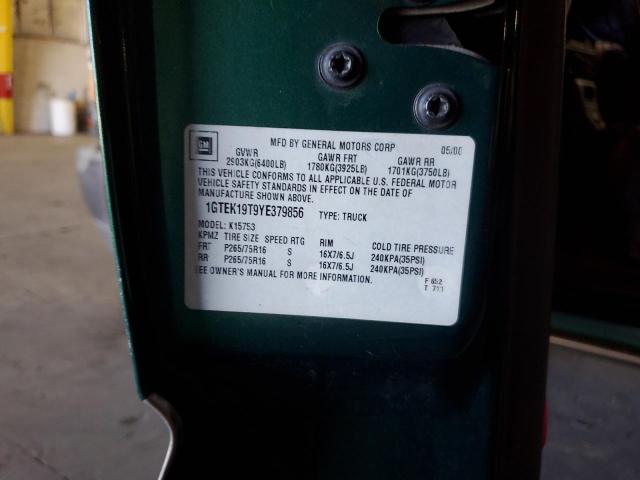 GM
MFD BY GENERAL MOTORS CORP 05/00
GVWR GAWR FRT GAWR RR
2903KG(6400LB) 1780KG(3925LB) 1701KG(3750LB)
THIS VEHICLE CONFORMS TO ALL APPLICABLE U.S. FEDERAL MOTOR
VEHICLE SAFETY STANDARDS IN EFFECT ON THE DATE OF
MANUFACTURE SHOWN ABOVE.
1GTEK19T9YE379856 TYPE: TRUCK
MODEL: K15753
KPMZ TIRE SIZE SPEED RTG RIM COLD TIRE PRESSURE
FRT P265/75R16 S 16X7/6.5J 240KPA(35PSI)
RR P265/75R16 S 16X7/6.5J 240KPA(35PSI)
SEE OWNER'S MANUAL FOR MORE INFORMATION.
F 652
T